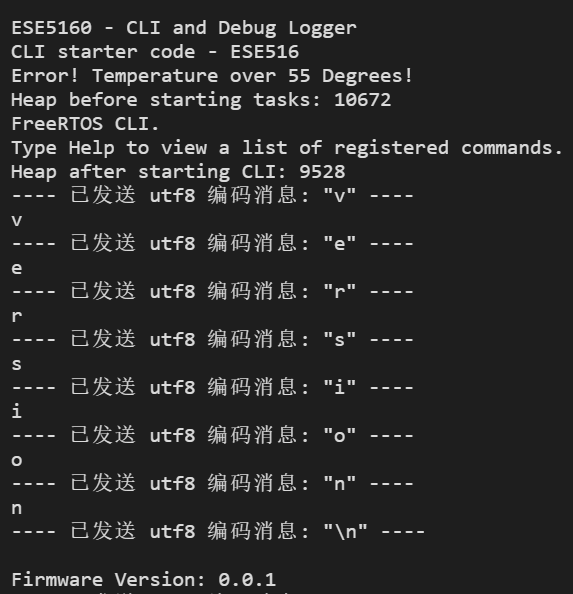 ESE5160 - CLI and Debug Logger
CLI starter code - ESE516
Error! Temperature over 55 Degrees!
Heap before starting tasks: 10672
FreeRTOS CLI.
Type Help to view a list of registered commands.
Heap after starting CLI: 9528
---- 已发送 utf8 编码消息: "v" ----
v
---- 已发送 utf8 编码消息: "e" ----
e
---- 已发送 utf8 编码消息: "r" ----
r
---- 已发送 utf8 编码消息: "s" ----
s
---- 已发送 utf8 编码消息: "i" ----
i
---- 已发送 utf8 编码消息: "o" ----
o
---- 已发送 utf8 编码消息: "n" ----
n
---- 已发送 utf8 编码消息: "\n" ----
Firmware Version: 0.0.1